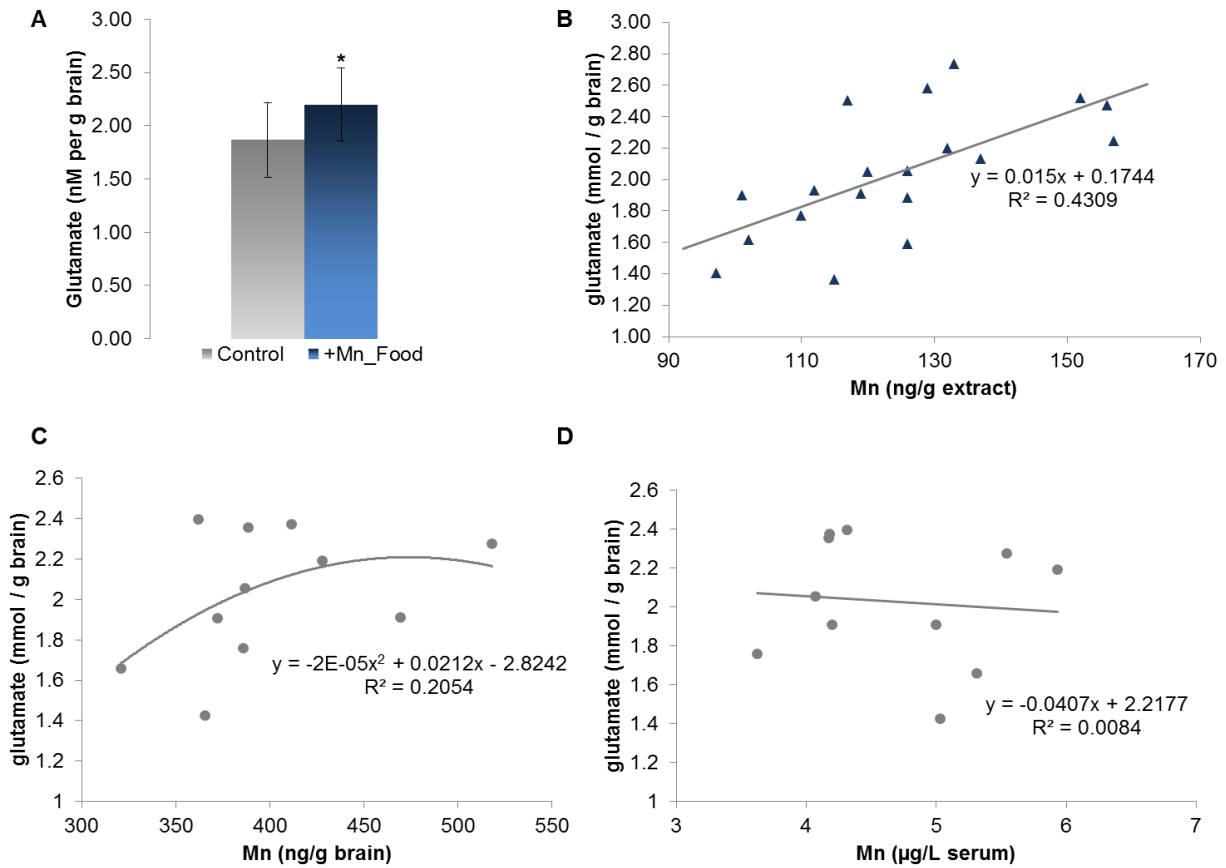 A
Glutamate (nM per g brain)
3.00
2.50
2.00
1.50
1.00
0.50
0.00
*
Control
+Mn_Food
B
glutamate (mmol / g brain)
3.00
2.80
2.60
2.40
2.20
2.00
1.80
1.60
1.40
1.20
1.00
y = 0.015x + 0.1744
R² = 0.4309
90 110 130 150 170
Mn (ng/g extract)
C
glutamate (mmol / g brain)
2.6
2.4
2.2
2
1.8
1.6
1.4
1.2
1
y = -2E-05x² + 0.0212x - 2.8242
R² = 0.2054
300 350 400 450 500 550
Mn (ng/g brain)
D
glutamate (mmol / g brain)
2.6
2.4
2.2
2
1.8
1.6
1.4
1.2
1
y = -0.0407x + 2.2177
R² = 0.0084
3 4 5 6 7
Mn (µg/L serum)